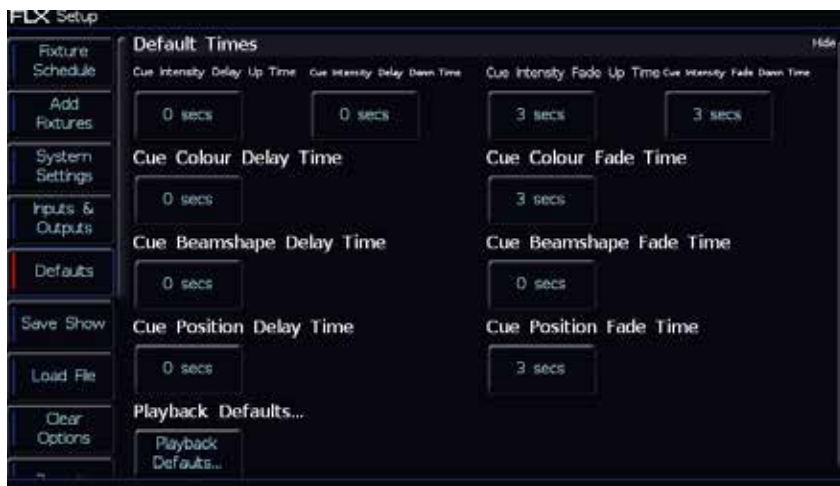 FLX Setup
Default Times
Hide
Fixture
Schedule
Add
Fixtures
System
Settings
Inputs &
Outputs
Defaults
Save Show
Load File
Clear
Options
Cue Intensity Delay Up Time
Cue Intensity Delay Down Time
Cue Intensity Fade Up Time
Cue Intensity Fade Down Time
0 secs
0 secs
3 secs
3 secs
Cue Colour Delay Time
Cue Colour Fade Time
0 secs
3 secs
Cue Beamshape Delay Time
Cue Beamshape Fade Time
0 secs
0 secs
Cue Position Delay Time
Cue Position Fade Time
0 secs
3 secs
Playback Defaults...
Playback
Defaults...